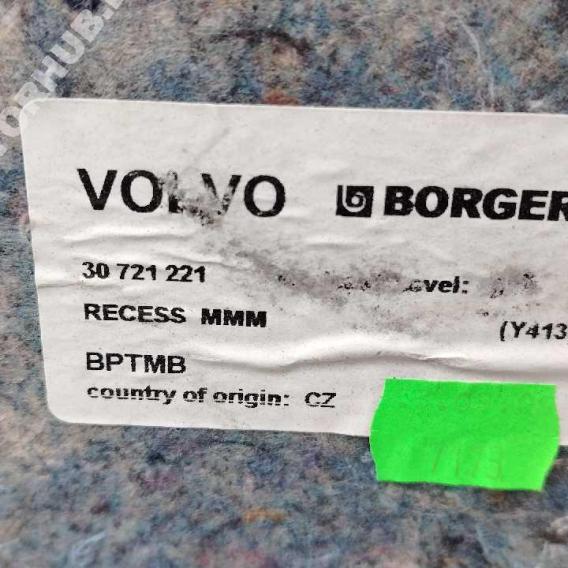 VOLVO BORGER
30 721 221
RECESS MMM (Y413
BPTMB
country of origin: CZ